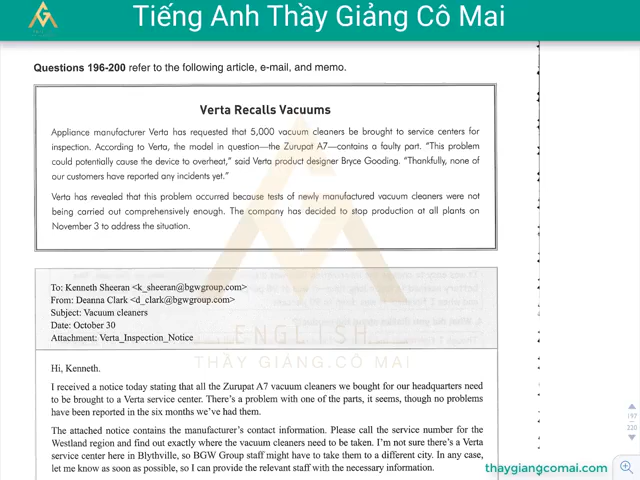 Tiếng Anh Thầy Giảng Cô Mai
Questions 196-200 refer to the following article, e-mail, and memo.
Verta Recalls Vacuums
Appliance manufacturer Verta has requested that 5,000 vacuum cleaners be brought to service centers for
inspection. According to Verta, the model in question—the Zurupat A7—contains a faulty part. "This problem
could potentially cause the device to overheat," said Verta product designer Bryce Gooding. "Thankfully, none of
our customers have reported any incidents yet."
Verta has revealed that this problem occurred because tests of newly manufactured vacuum cleaners were not
being carried out comprehensively enough. The company has decided to stop production at all plants on
November 3 to address the situation.
To: Kenneth Sheeran <k_sheeran@bgwgroup.com>
From: Deanna Clark <d_clark@bgwgroup.com>
Subject: Vacuum cleaners
Date: October 30
Attachment: Verta_Inspection_Notice
ENGLISH
THẦY GIẢNG.CÔ MAI
Hi, Kenneth.
I received a notice today stating that all the Zurupat A7 vacuum cleaners we bought for our headquarters need
to be brought to a Verta service center. There's a problem with one of the parts, it seems, though no problems
have been reported in the six months we've had them.
The attached notice contains the manufacturer's contact information. Please call the service number for the
Westland region and find out exactly where the vacuum cleaners need to be taken. I'm not sure there's a Verta
service center here in Blythville, so BGW Group staff might have to take them to a different city. In any case,
let me know as soon as possible, so I can provide the relevant staff with the necessary information.
197
220
thaygiangcomai.com